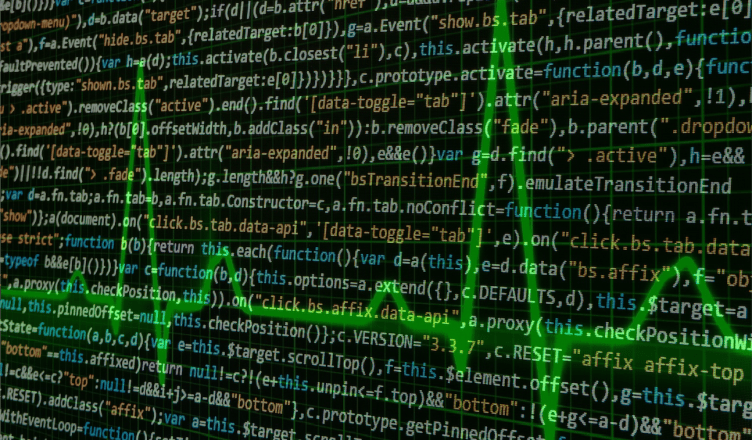 e[b]())}var c=function(b
opdown-menu")),d=b.data("target");if(d||(d=b.attr("href"),
st a"),f=a.Event("hide.bs.tab",{relatedTarget:b[0]}),g=a.Event("show.bs.tab",{relatedTarget:e[0]
faultPrevented()){var h=a(d);this.activate(b.closest("li"),c),this.activate(h,h.parent(),functio
rigger({type:"shown.bs.tab",relatedTarget:e[0]})})}}},c.prototype.activate=function(b,d,e){func
> .active").removeClass("active").end().find('[data-toggle="tab"]').attr("aria-expanded",!1),
ia-expanded",!0),h?(b[0].offsetWidth,b.addClass("in")):b.removeClass("fade"),b.parent(".dropdow
().find('[data-toggle="tab"]').attr("aria-expanded",!0),e&&e()}var g=d.find("> .active"),h=e&&
e")||!!d.find("> .fade").length);g.length&&h?g.one("bsTransitionEnd",f).emulateTransitionEnd
;var d=a.fn.tab;a.fn.tab=b,a.fn.tab.Constructor=c,a.fn.tab.noConflict=function(){return a.fn.t
"show")};a(document).on("click.bs.tab.data-api",'[data-toggle="tab"]',e).on("click.bs.tab.data
se strict";function b(b){return this.each(function(){var d=a(this),e=d.data("bs.affix"),f="ob
typeof b&&e[b]()})}var c=function(b,d){this.options=a.extend({},c.DEFAULTS,d),this.$target=a
",a.proxy(this.checkPosition,this)).on("click.bs.affix.data-api",a.proxy(this.checkPositionWi
null,this.pinnedOffset=null,this.checkPosition()};c.VERSION="3.3.7",c.RESET="affix affix-top
State=function(a,b,c,d){var e=this.$target.scrollTop(),f=this.$element.offset(),g=this.$targ
"bottom"==this.affixed)return null!=c?!(e+this.unpin<=f.top)&&"bottom":!(e+g<=a-d)&&"bottom"
l!=c&&e<=c?"top":null!=d&&i+j>=a-d&&"bottom"},c.prototype.getPinnedOffset
.RESET).addClass("affix");var a=this.$target.scrollTop
WithEventLoop=function(){